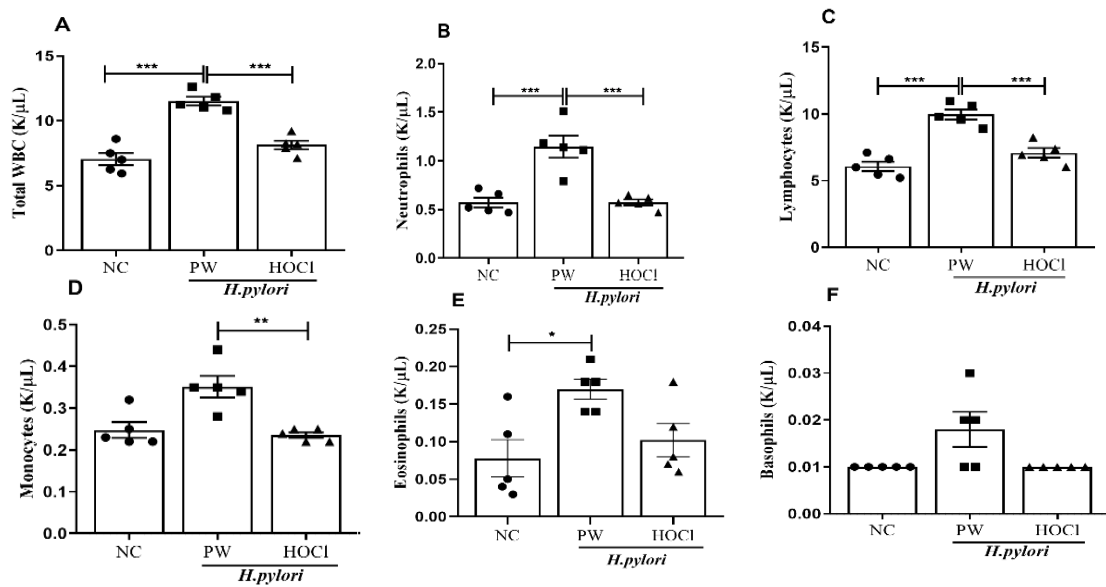 A
Total WBC (K/μL)
15
10
5
0
***
***
NC
PW
HOCl
H.pylori
B
Neutrophils (K/μL)
2.0
1.5
1.0
0.5
0.0
***
***
NC
PW
HOCl
H.pylori
C
Lymphocytes (K/μL)
15
10
5
0
***
***
NC
PW
HOCl
H.pylori
D
Monocytes (K/μL)
0.5
0.4
0.3
0.2
0.1
0.0
**
NC
PW
HOCl
H.pylori
E
Eosinophils (K/μL)
0.25
0.20
0.15
0.10
0.05
0.00
*
NC
PW
HOCl
H.pylori
F
Basophils (K/μL)
0.04
0.03
0.02
0.01
0.00
NC
PW
HOCl
H.pylori